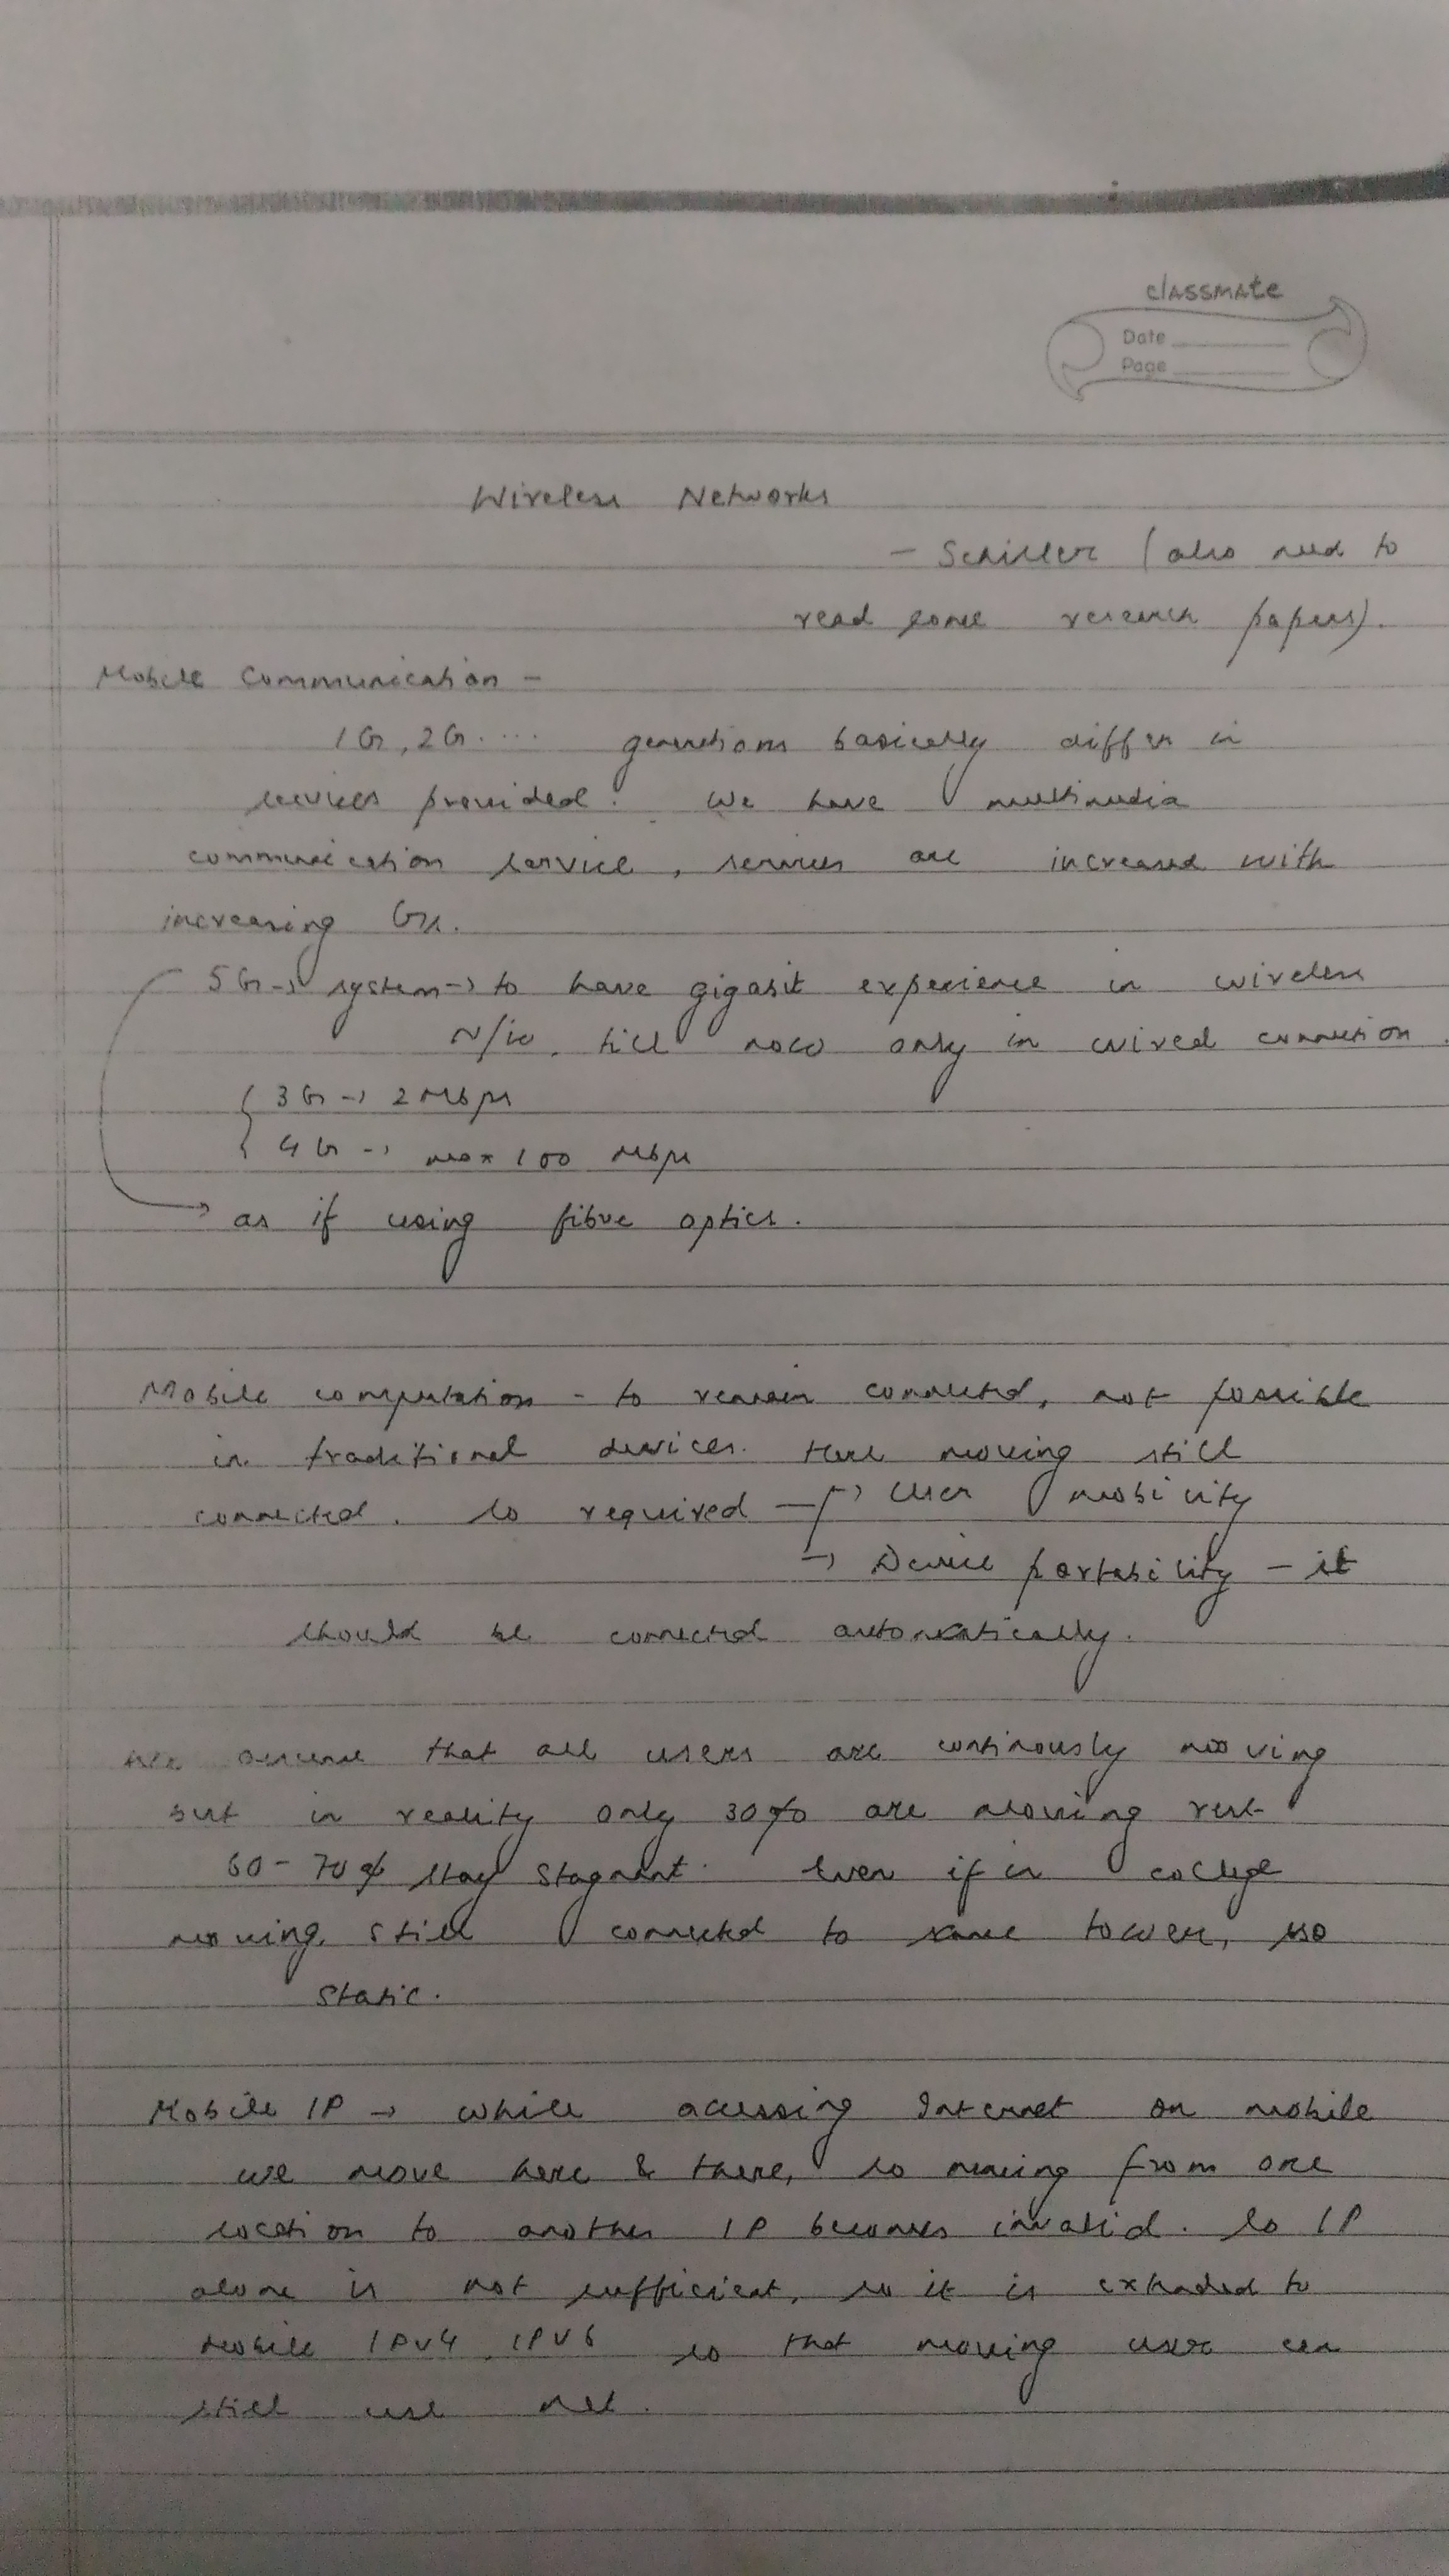 classmate
Date
Page
Wireless Networks
- Schiller (also need to
read some research papers).
Mobile Communication -
1G, 2G.... generations basically differ in
services provided. We have multimedia
communication service, services are increased with
increasing Gs.
5G → system → to have gigabit experience in wireless
N/w. till now only in wired connection.
3G → 2 Mbps
4G → max 100 Mbps
as if using fibre optics.
Mobile computation - to remain connected, not possible
in traditional devices. Here moving still
connected. So required → User mobility
→ Device portability - it
should be connected automatically.
We assume that all users are continously moving
but in reality only 30% are moving rest
60-70% stay stagnant. Even if in college
moving, still connected to same tower, so
static.
Mobile IP → while acessing Internet on mobile
we move here & there, so moving from one
location to another IP becomes invalid. So IP
alone is not sufficient, so it is extended to
Mobile IPv4, IPv6 so that moving user can
still use net.